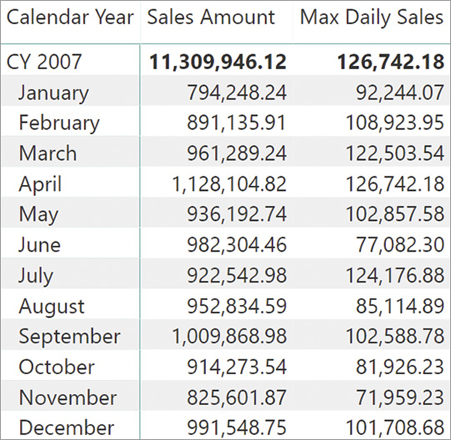 Calendar Year Sales Amount Max Daily Sales
CY 2007 11,309,946.12 126,742.18
January 794,248.24 92,244.07
February 891,135.91 108,923.95
March 961,289.24 122,503.54
April 1,128,104.82 126,742.18
May 936,192.74 102,857.58
June 982,304.46 77,082.30
July 922,542.98 124,176.88
August 952,834.59 85,114.89
September 1,009,868.98 102,588.78
October 914,273.54 81,926.23
November 825,601.87 71,959.23
December 991,548.75 101,708.68